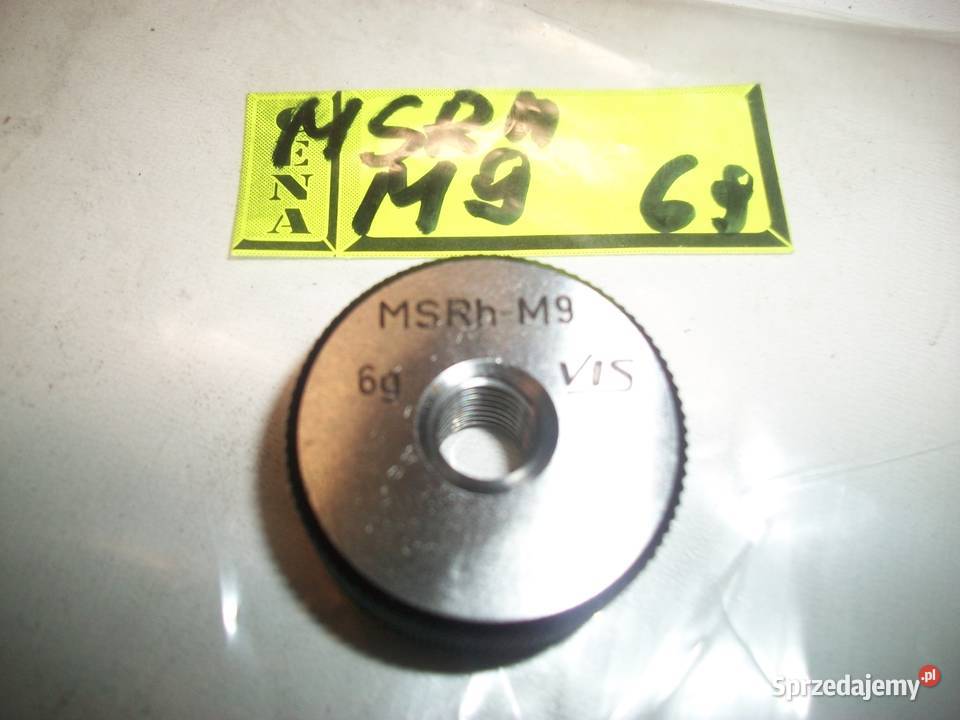 CENA
MSRh
M9 6g
MSRh-M9
6g VIS
Sprzedajemy.pl